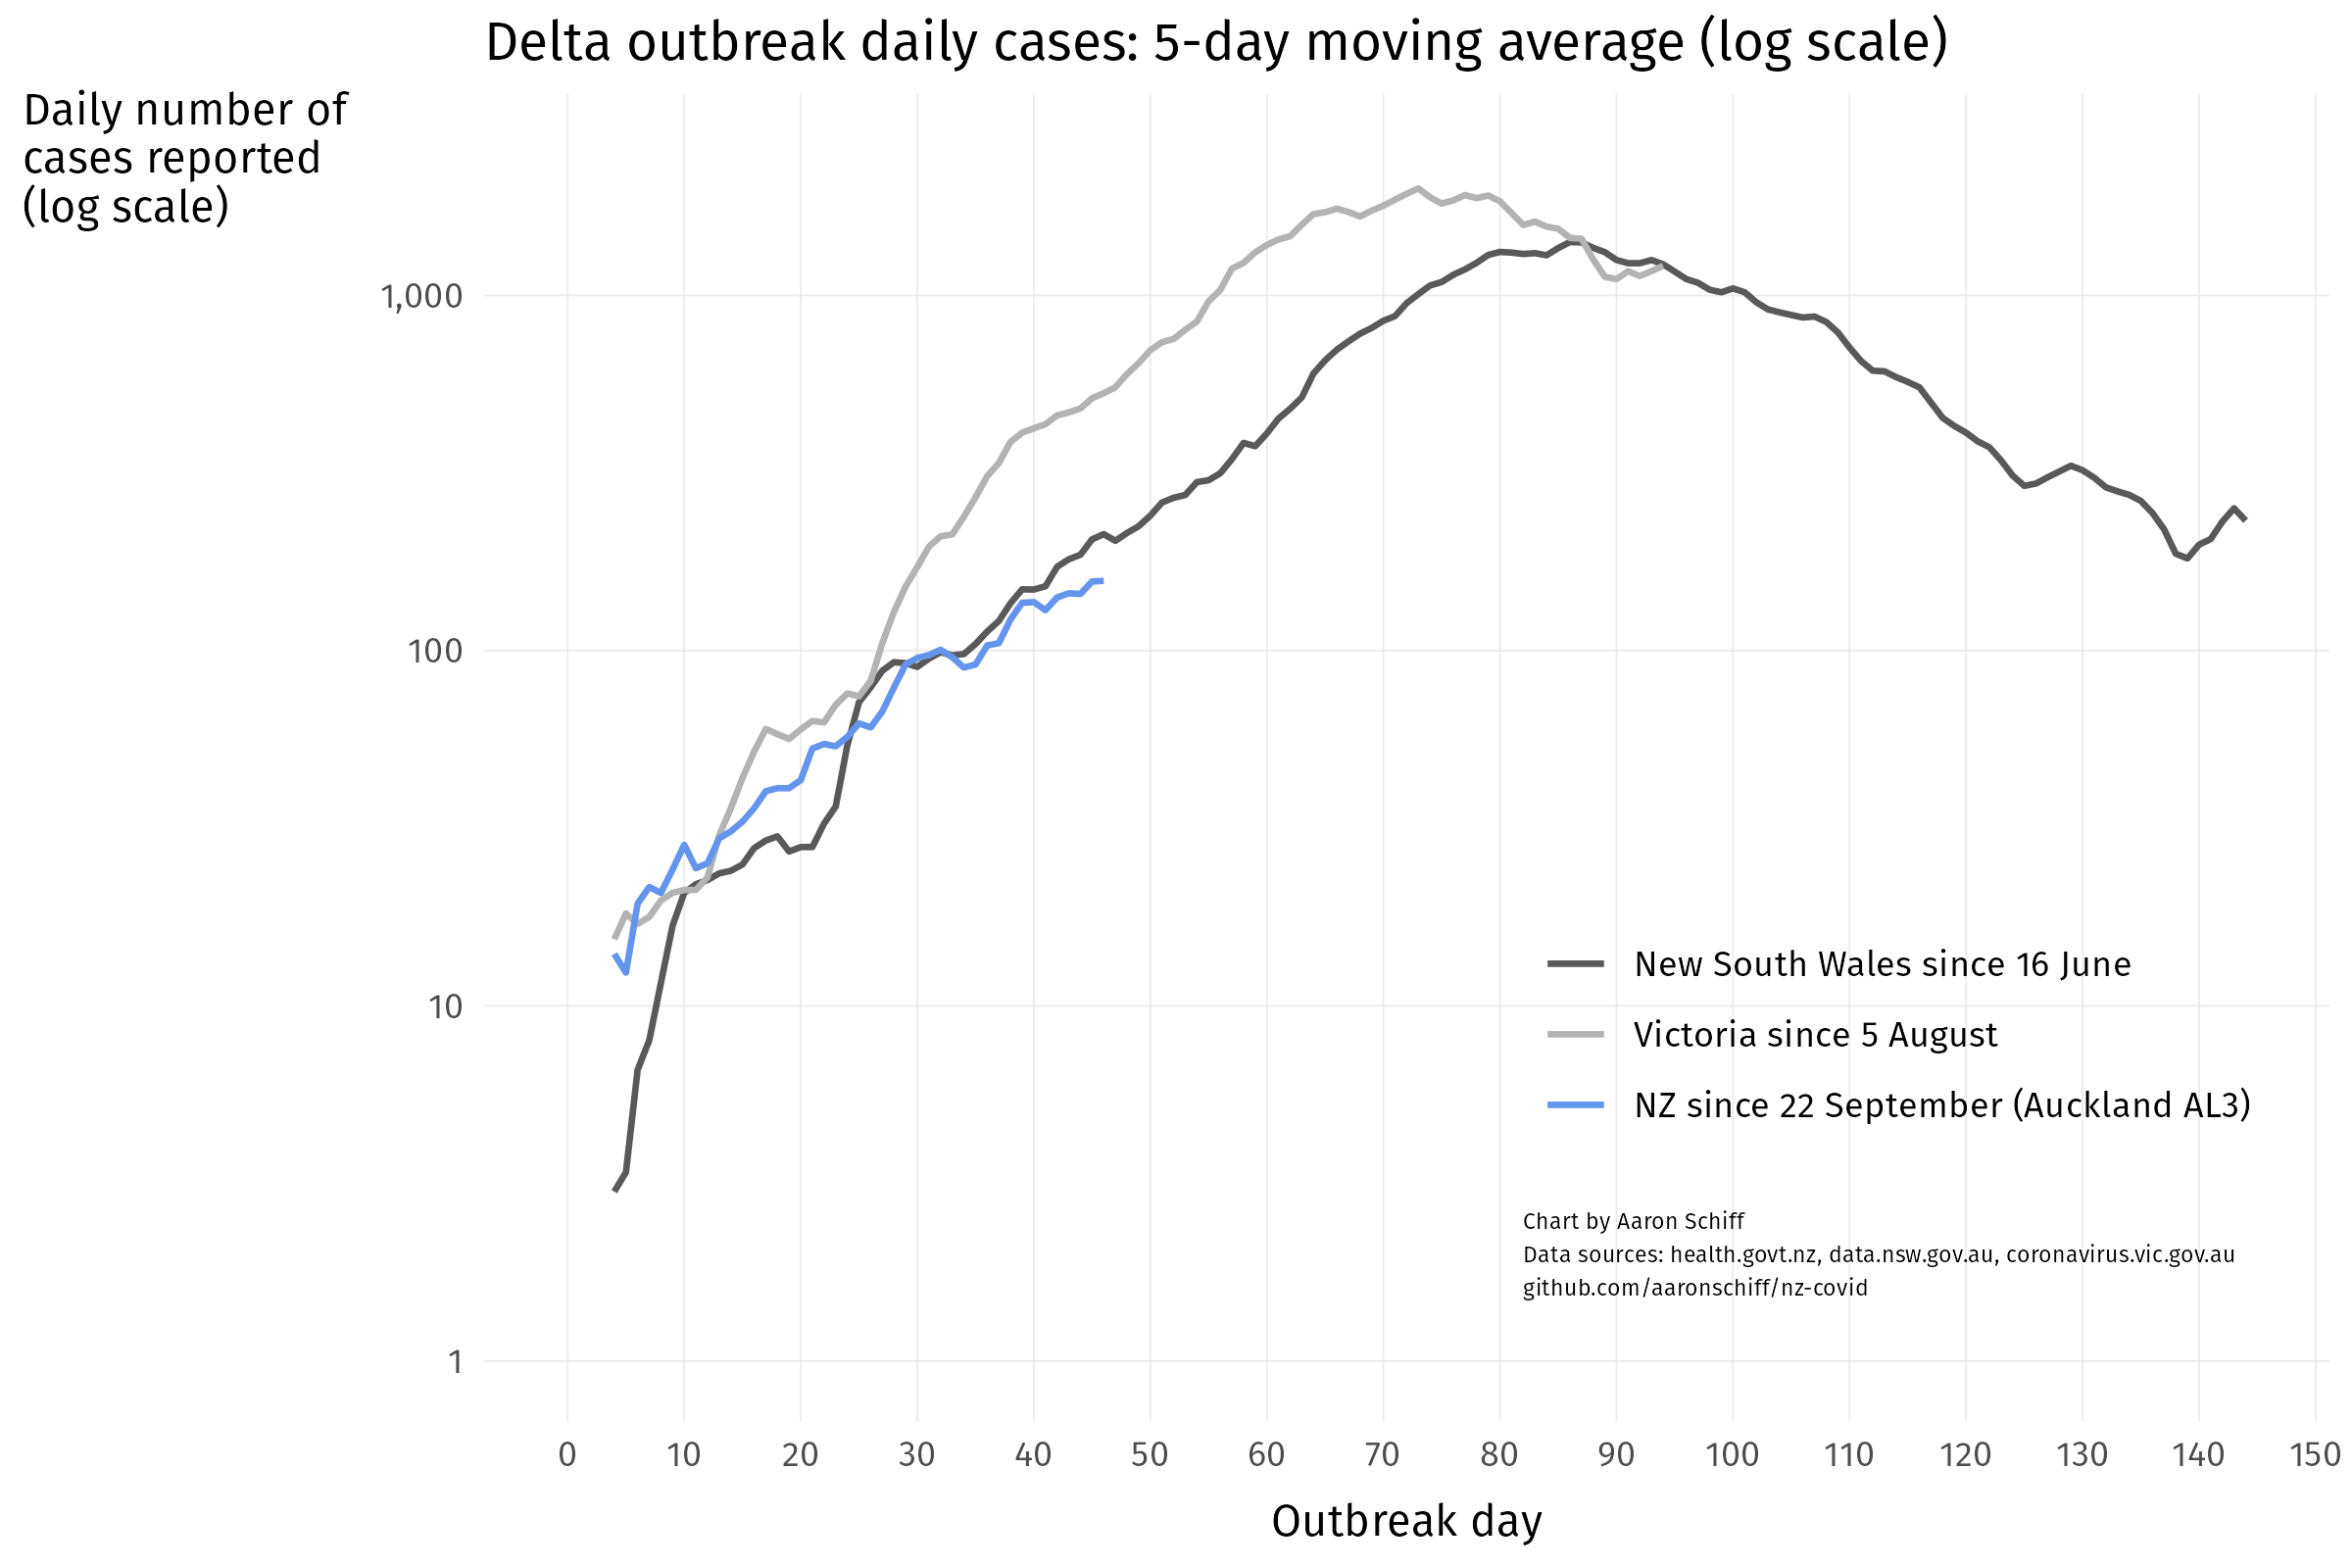 Delta outbreak daily cases: 5-day moving average (log scale)
Daily number of
cases reported
(log scale)
1,000
100
10
1
New South Wales since 16 June
Victoria since 5 August
NZ since 22 September (Auckland AL3)
Chart by Aaron Schiff
Data sources: health.govt.nz, data.nsw.gov.au, coronavirus.vic.gov.au
github.com/aaronschiff/nz-covid
0 10 20 30 40 50 60 70 80 90 100 110 120 130 140 150
Outbreak day